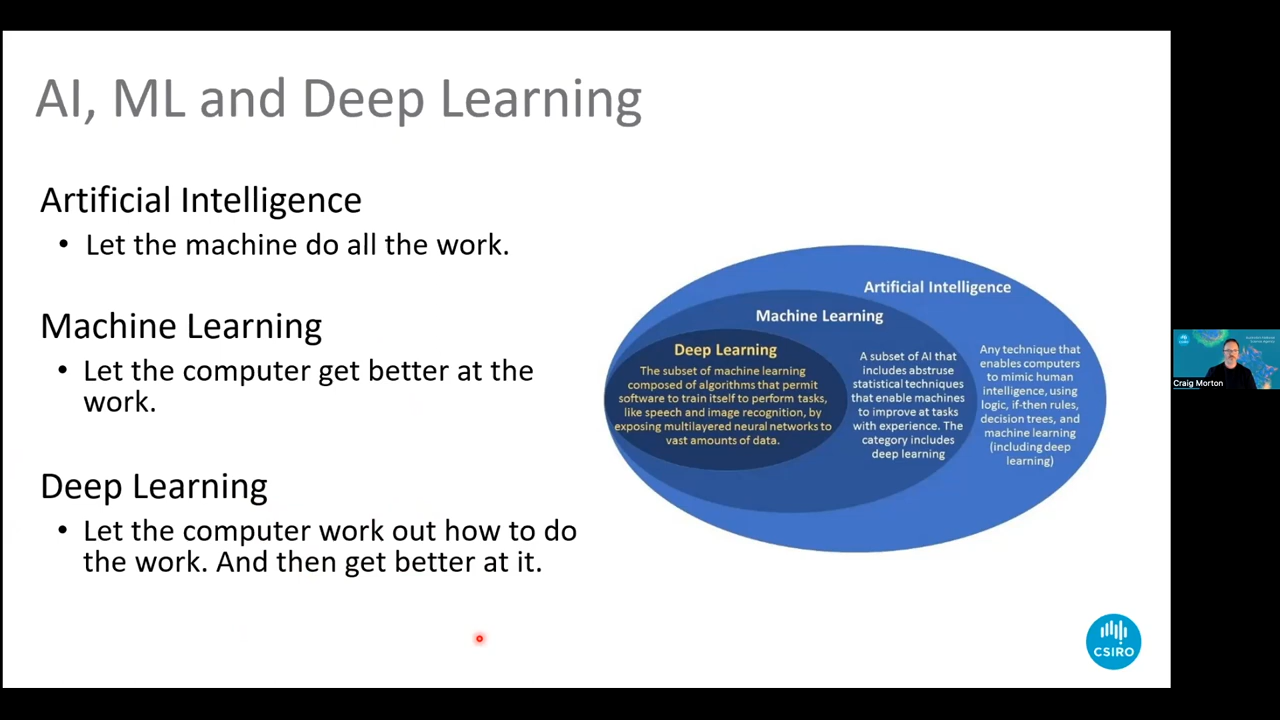 AI, ML and Deep Learning
Artificial Intelligence
• Let the machine do all the work.
Machine Learning
• Let the computer get better at the
work.
Deep Learning
• Let the computer work out how to do
the work. And then get better at it.
Artificial Intelligence
Machine Learning
Deep Learning
The subset of machine learning
composed of algorithms that permit
software to train itself to perform tasks,
like speech and image recognition, by
exposing multilayered neural networks to
vast amounts of data.
A subset of AI that
includes abstruse
statistical techniques
that enable machines
to improve at tasks
with experience. The
category includes
deep learning
Any technique that
enables computers
to mimic human
intelligence, using
logic, if-then rules,
decision trees, and
machine learning
(including deep
learning)
CSIRO
Craig Morton